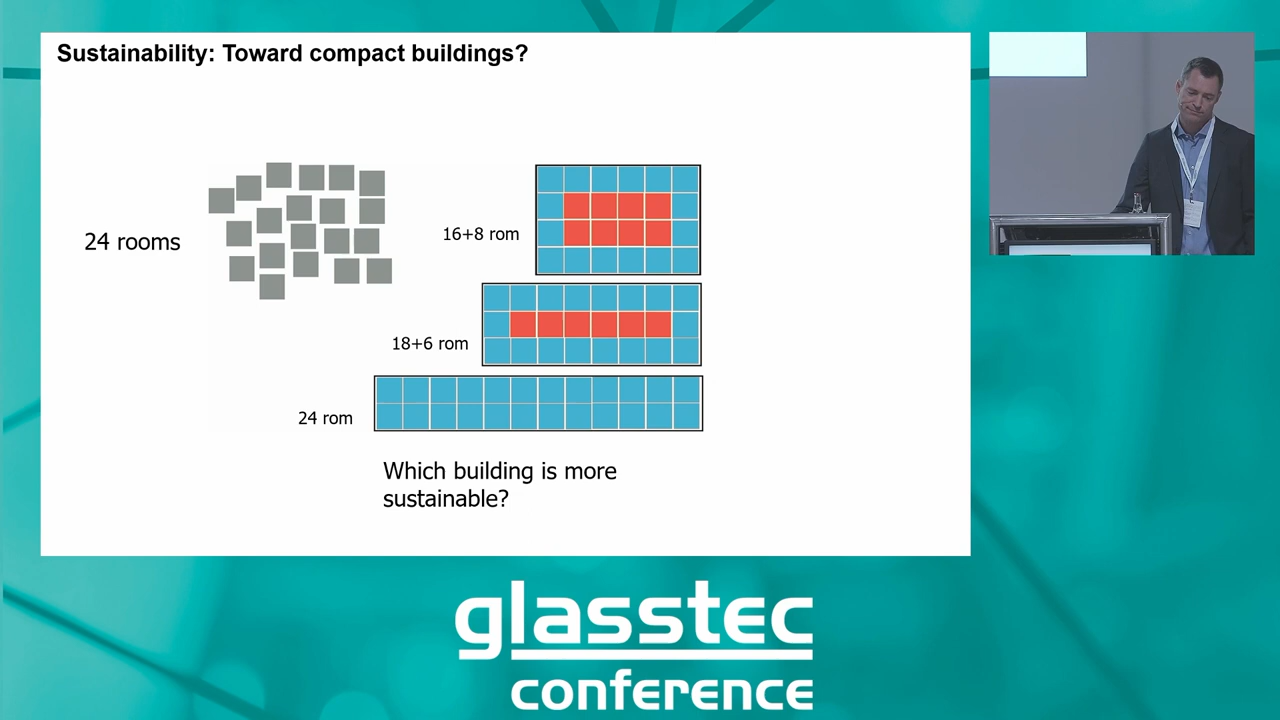 Sustainability: Toward compact buildings?
24 rooms
16+8 rom
18+6 rom
24 rom
Which building is more
sustainable?
glasstec
conference